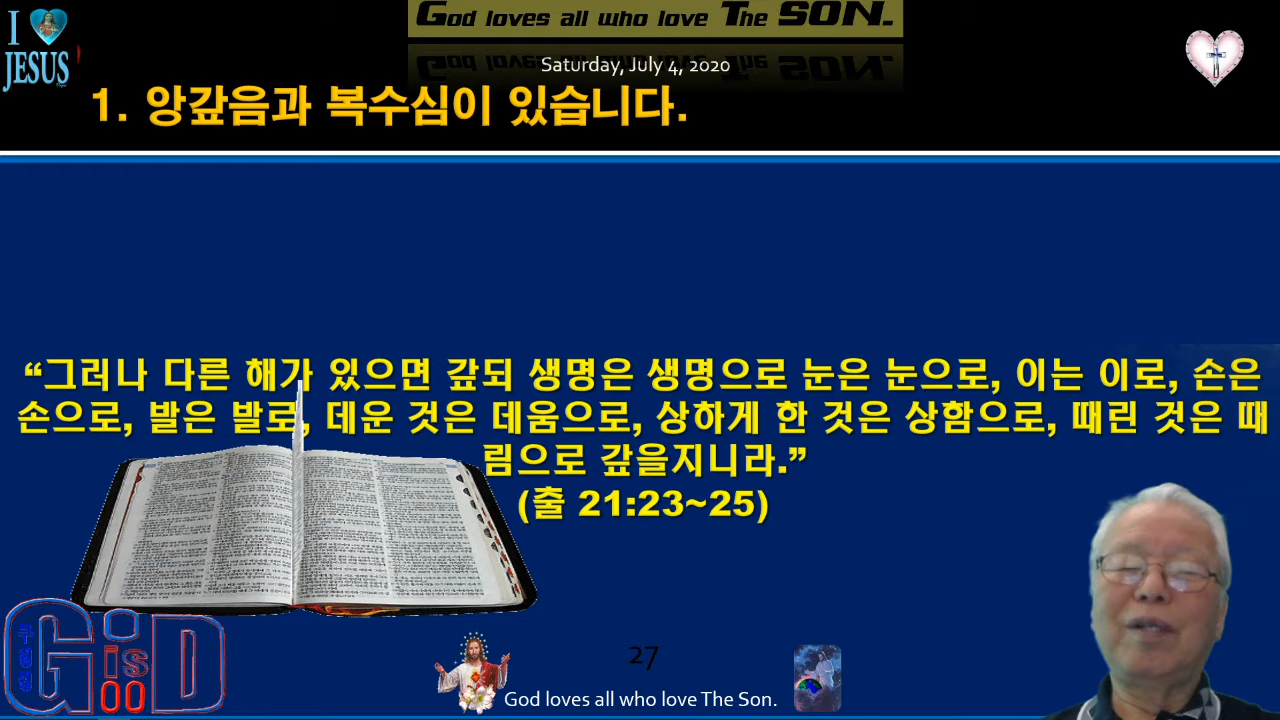 I
JESUS
God loves all who love The SON.
Saturday, July 4, 2020
1. 앙갚음과 복수심이 있습니다.
“그러나 다른 해가 있으면 갚되 생명은 생명으로 눈은 눈으로, 이는 이로, 손은
손으로, 발은 발로, 데운 것은 데움으로, 상하게 한 것은 상함으로, 때린 것은 때
림으로 갚을지니라.”
(출 21:23~25)
GisD
27
God loves all who love The Son.